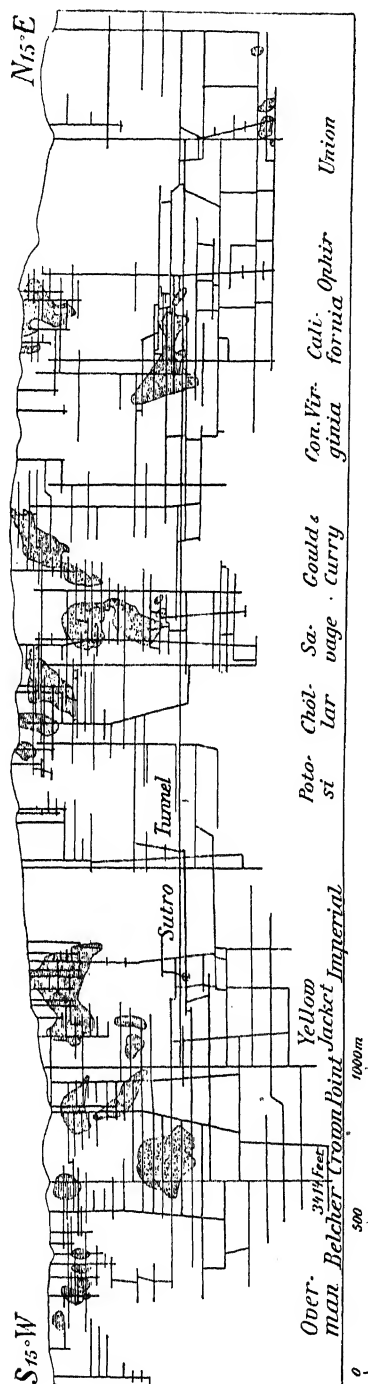 S15°W
N15°E
Sutro Tunnel
3414 Feet
Over-
man
Belcher
Crown Point
Yellow
Jacket
Imperial
Poto-
si
Chol-
lar
Sa-
vage
Gould &
Curry
Con. Vir-
ginia
Cali-
fornia
Ophir
Union
0
500
1000m